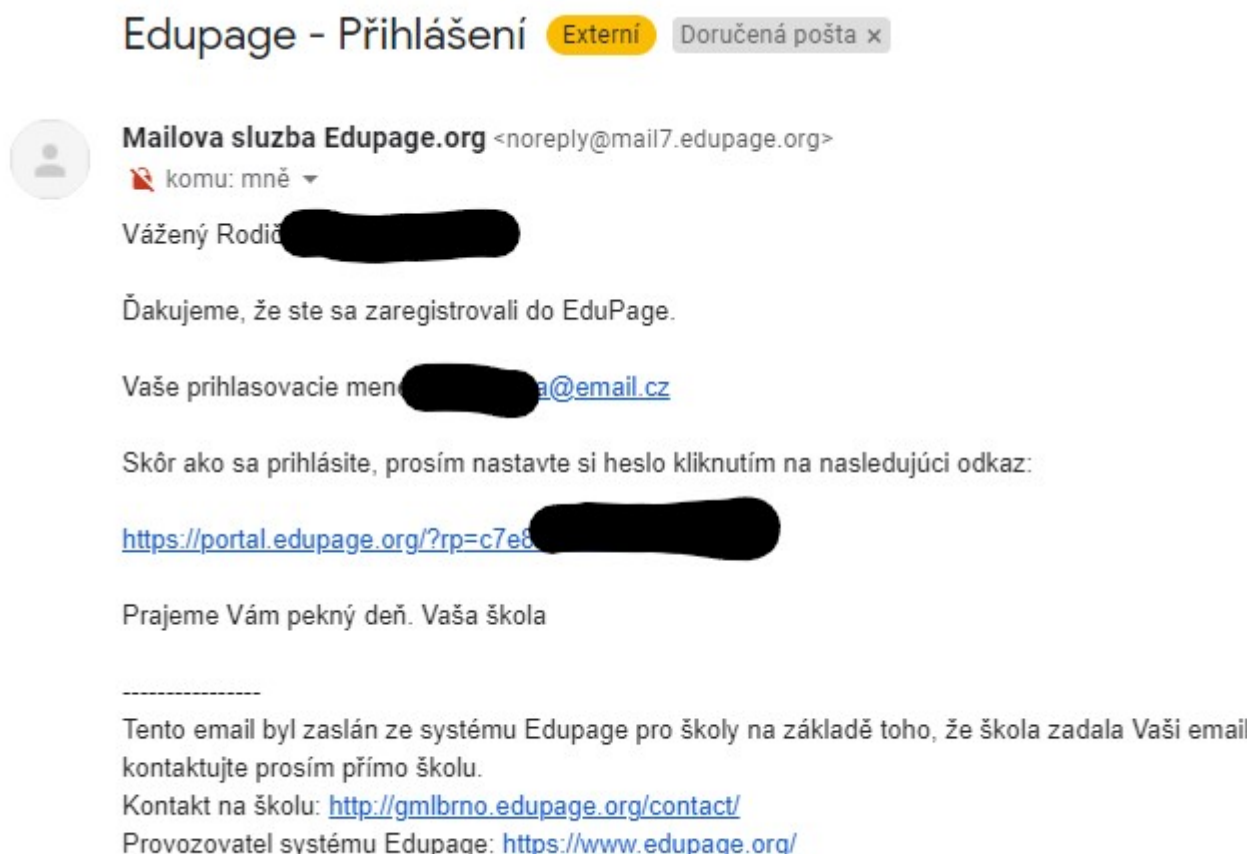 Edupage - Přihlášení Externí Doručená pošta ×
Mailova sluzba Edupage.org <noreply@mail7.edupage.org>
komu: mně
Vážený Rodič
Ďakujeme, že ste sa zaregistrovali do EduPage.
Vaše prihlasovacie a@email.cz
Skôr ako sa prihlásite, prosím nastavte si heslo kliknutím na nasledujúci odkaz:
https://portal.edupage.org/?rp=c7e8
Prajeme Vám pekný deň. Vaša škola
----------------
Tento email byl zaslán ze systému Edupage pro školy na základě toho, že škola zadala Vaši email
kontaktujte prosím přímo školu.
Kontakt na školu: http://gmlbrno.edupage.org/contact/
Provozovatel systému Edupage: https://www.edupage.org/